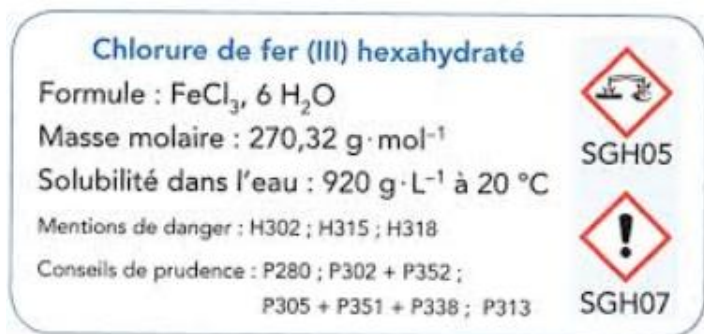 Chlorure de fer (III) hexahydraté
Formule : FeCl₃, 6 H₂O
Masse molaire : 270,32 g·mol⁻¹
Solubilité dans l'eau : 920 g·L⁻¹ à 20 °C
Mentions de danger : H302 ; H315 ; H318
Conseils de prudence : P280 ; P302 + P352 ;
P305 + P351 + P338 ; P313
SGH05
SGH07